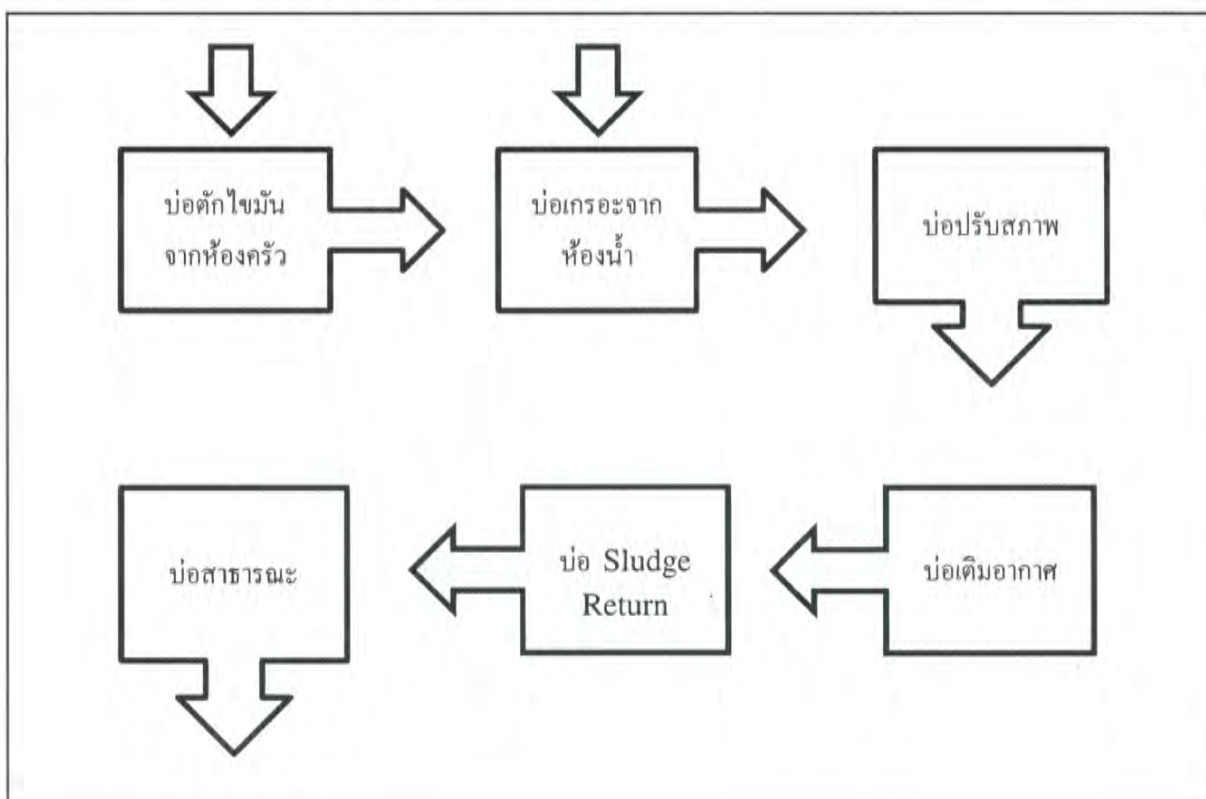 บ่อดักไขมัน
จากห้องครัว
บ่อเกรอะจาก
ห้องน้ำ
บ่อปรับสภาพ
บ่อสาธารณะ
บ่อ Sludge
Return
บ่อเติมอากาศ